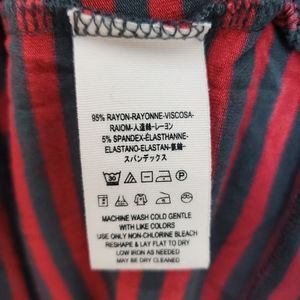 95% RAYON-RAYONNE-VISCOSA-
RAIOM-人造絲-レーヨン
5% SPANDEX-ÉLASTHANNE-
ELASTANO-ELASTAN-氨綸-
スパンデックス
30
MACHINE WASH COLD GENTLE
WITH LIKE COLORS
USE ONLY NON-CHLORINE BLEACH
RESHAPE & LAY FLAT TO DRY
LOW IRON AS NEEDED
MAY BE DRY CLEANED